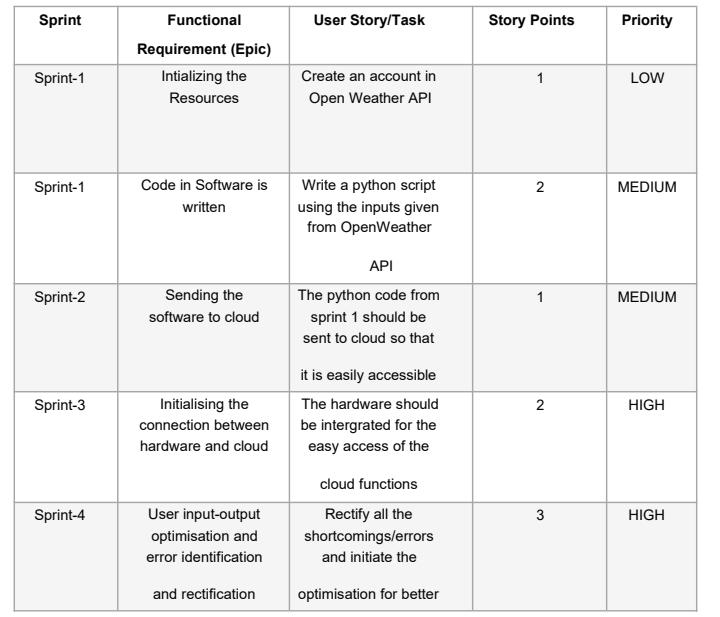 Sprint
Functional
Requirement (Epic)
User Story/Task
Story Points
Priority
Sprint-1
Intializing the
Resources
Create an account in
Open Weather API
1
LOW
Sprint-1
Code in Software is
written
Write a python script
using the inputs given
from OpenWeather
API
2
MEDIUM
Sprint-2
Sending the
software to cloud
The python code from
sprint 1 should be
sent to cloud so that
it is easily accessible
1
MEDIUM
Sprint-3
Initialising the
connection between
hardware and cloud
The hardware should
be intergrated for the
easy access of the
cloud functions
2
HIGH
Sprint-4
User input-output
optimisation and
error identification
and rectification
Rectify all the
shortcomings/errors
and initiate the
optimisation for better
3
HIGH